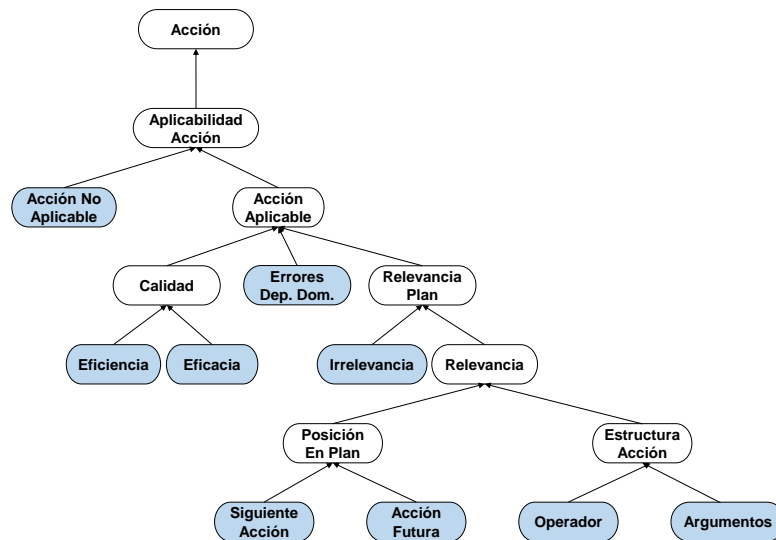 Acción
Aplicabilidad
Acción
Acción No
Aplicable
Acción
Aplicable
Calidad
Errores
Dep. Dom.
Relevancia
Plan
Eficiencia
Eficacia
Irrelevancia
Relevancia
Posición
En Plan
Estructura
Acción
Siguiente
Acción
Acción
Futura
Operador
Argumentos